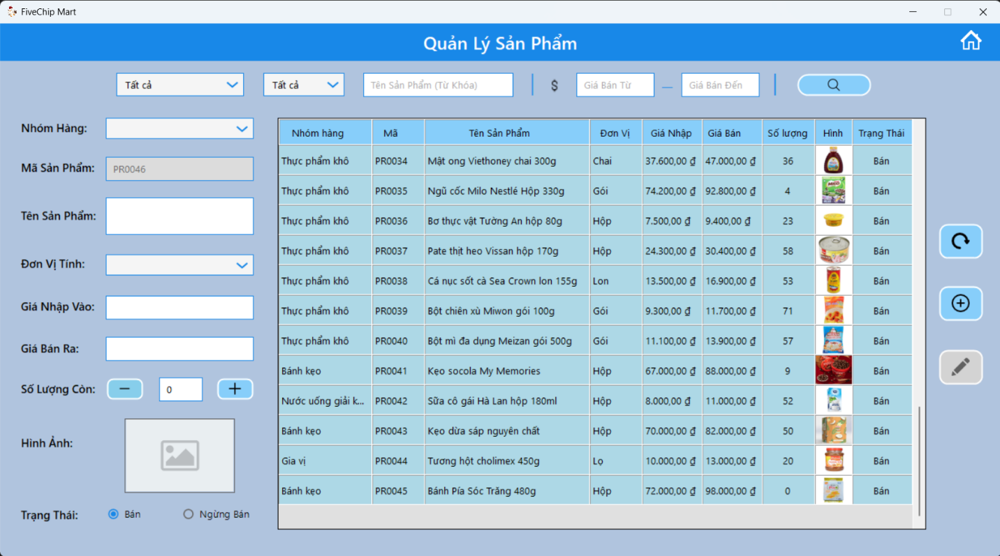 FiveChip Mart
Quản Lý Sản Phẩm
Tất cả Tất cả Tên Sản Phẩm (Từ Khóa) $ Giá Bán Từ — Giá Bán Đến
Nhóm Hàng:
Mã Sản Phẩm: PR0046
Tên Sản Phẩm:
Đơn Vị Tính:
Giá Nhập Vào:
Giá Bán Ra:
Số Lượng Còn: 0
Hình Ảnh:
Trạng Thái: Bán Ngừng Bán
Nhóm hàng Mã Tên Sản Phẩm Đơn Vị Giá Nhập Giá Bán Số lượng Hình Trạng Thái
Thực phẩm khô PR0034 Mật ong Viethoney chai 300g Chai 37.600,00 ₫ 47.000,00 ₫ 36 Bán
Thực phẩm khô PR0035 Ngũ cốc Milo Nestlé Hộp 330g Gói 74.200,00 ₫ 92.800,00 ₫ 4 Bán
Thực phẩm khô PR0036 Bơ thực vật Tường An hộp 80g Hộp 7.500,00 ₫ 9.400,00 ₫ 23 Bán
Thực phẩm khô PR0037 Pate thịt heo Vissan hộp 170g Hộp 24.300,00 ₫ 30.400,00 ₫ 58 Bán
Thực phẩm khô PR0038 Cá nục sốt cà Sea Crown lon 155g Lon 13.500,00 ₫ 16.900,00 ₫ 53 Bán
Thực phẩm khô PR0039 Bột chiên xù Miwon gói 100g Gói 9.300,00 ₫ 11.700,00 ₫ 71 Bán
Thực phẩm khô PR0040 Bột mì đa dụng Meizan gói 500g Gói 11.100,00 ₫ 13.900,00 ₫ 57 Bán
Bánh kẹo PR0041 Kẹo socola My Memories Hộp 67.000,00 ₫ 88.000,00 ₫ 9 Bán
Nước uống giải k... PR0042 Sữa cô gái Hà Lan hộp 180ml Hộp 8.000,00 ₫ 11.000,00 ₫ 52 Bán
Bánh kẹo PR0043 Kẹo dừa sáp nguyên chất Hộp 70.000,00 ₫ 82.000,00 ₫ 50 Bán
Gia vị PR0044 Tương hột cholimex 450g Lọ 10.000,00 ₫ 13.000,00 ₫ 20 Bán
Bánh kẹo PR0045 Bánh Pía Sóc Trăng 480g Hộp 72.000,00 ₫ 98.000,00 ₫ 0 Bán